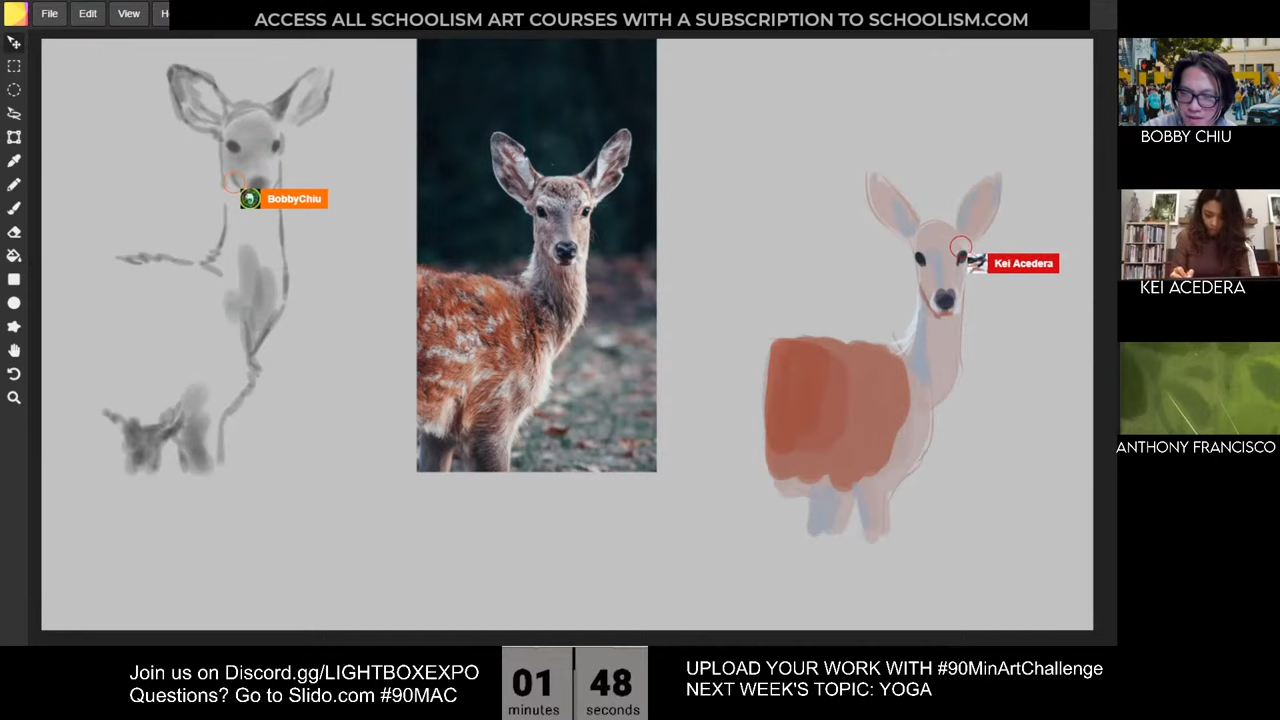 ACCESS ALL SCHOOLISM ART COURSES WITH A SUBSCRIPTION TO SCHOOLISM.COM
File
Edit
View
H
BOBBY CHIU
BobbyChiu
Kei Acedera
KEI ACEDERA
ANTHONY FRANCISCO
Join us on Discord.gg/LIGHTBOXEXPO
Questions? Go to Slido.com #90MAC
01
minutes
48
seconds
UPLOAD YOUR WORK WITH #90MinArtChallenge
NEXT WEEK'S TOPIC: YOGA